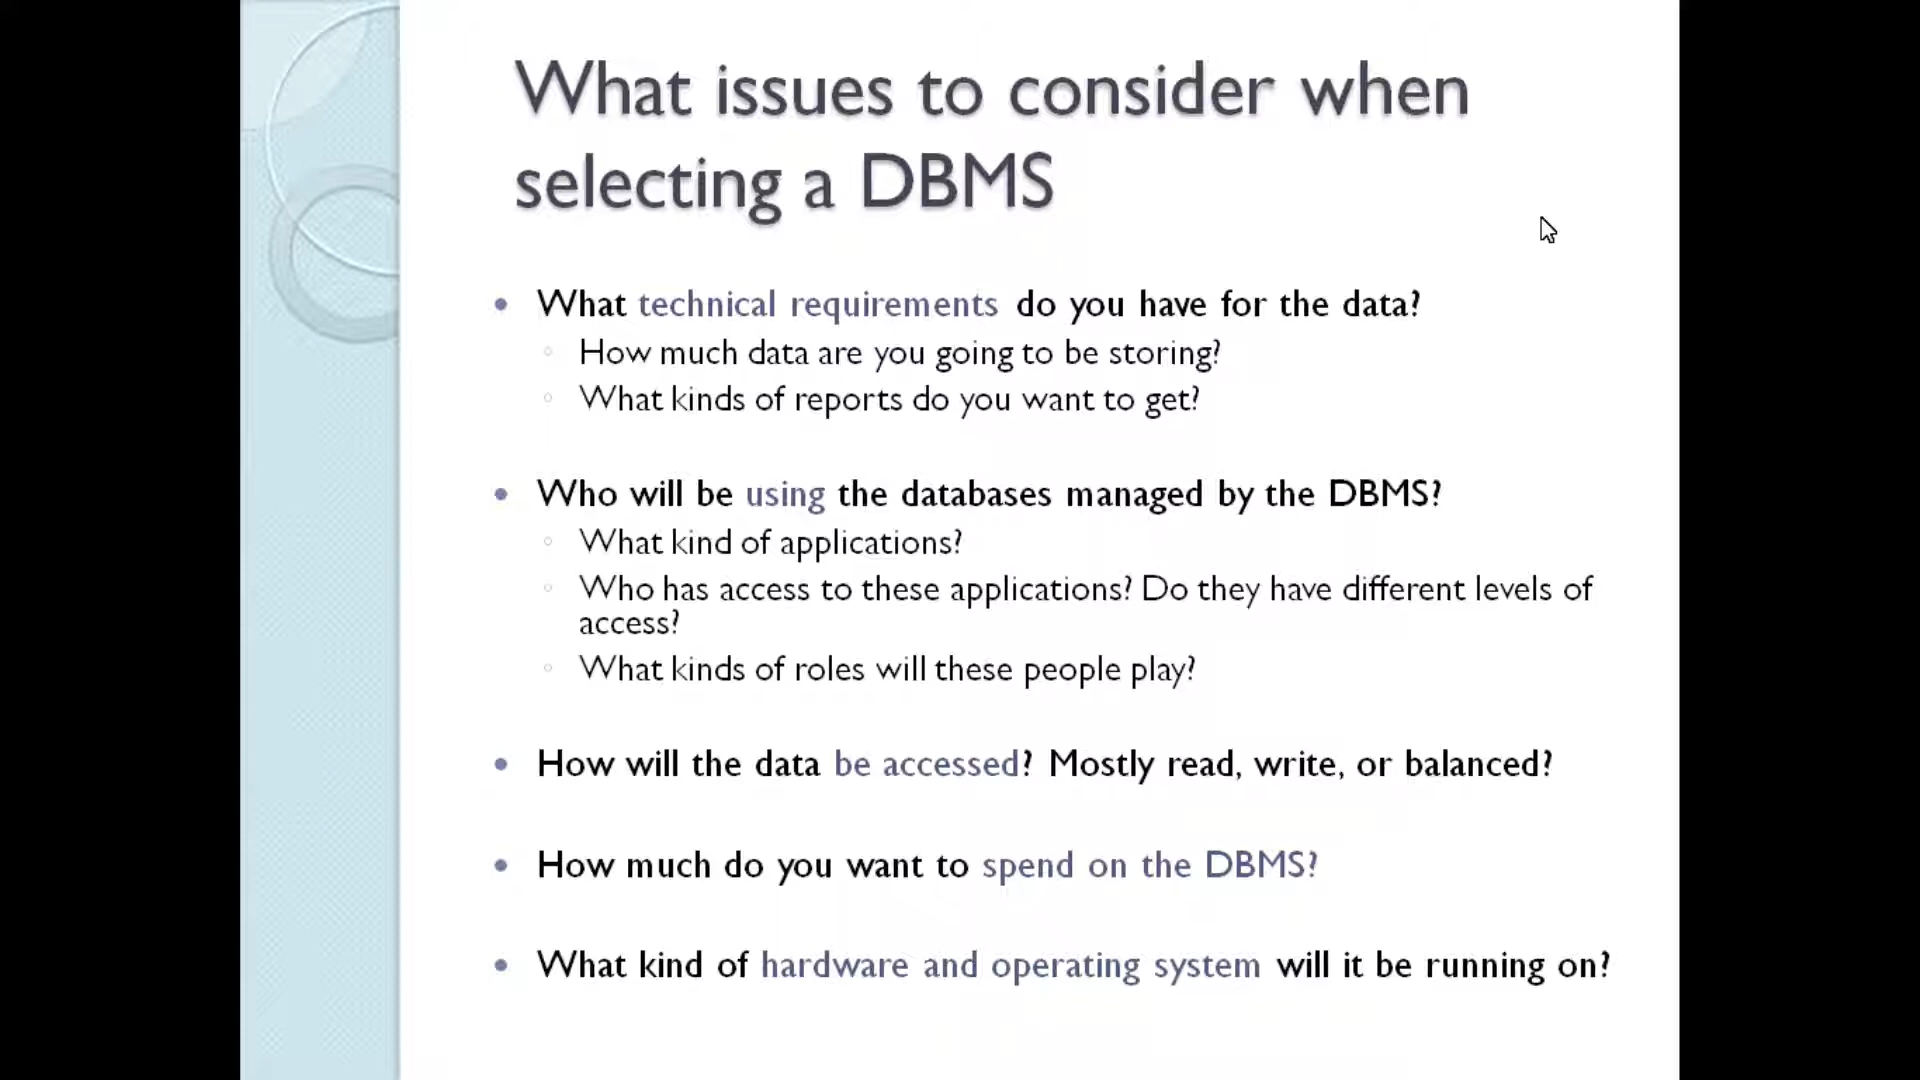 What issues to consider when
selecting a DBMS
• What technical requirements do you have for the data?
◦ How much data are you going to be storing?
◦ What kinds of reports do you want to get?
• Who will be using the databases managed by the DBMS?
◦ What kind of applications?
◦ Who has access to these applications? Do they have different levels of
access?
◦ What kinds of roles will these people play?
• How will the data be accessed? Mostly read, write, or balanced?
• How much do you want to spend on the DBMS?
• What kind of hardware and operating system will it be running on?